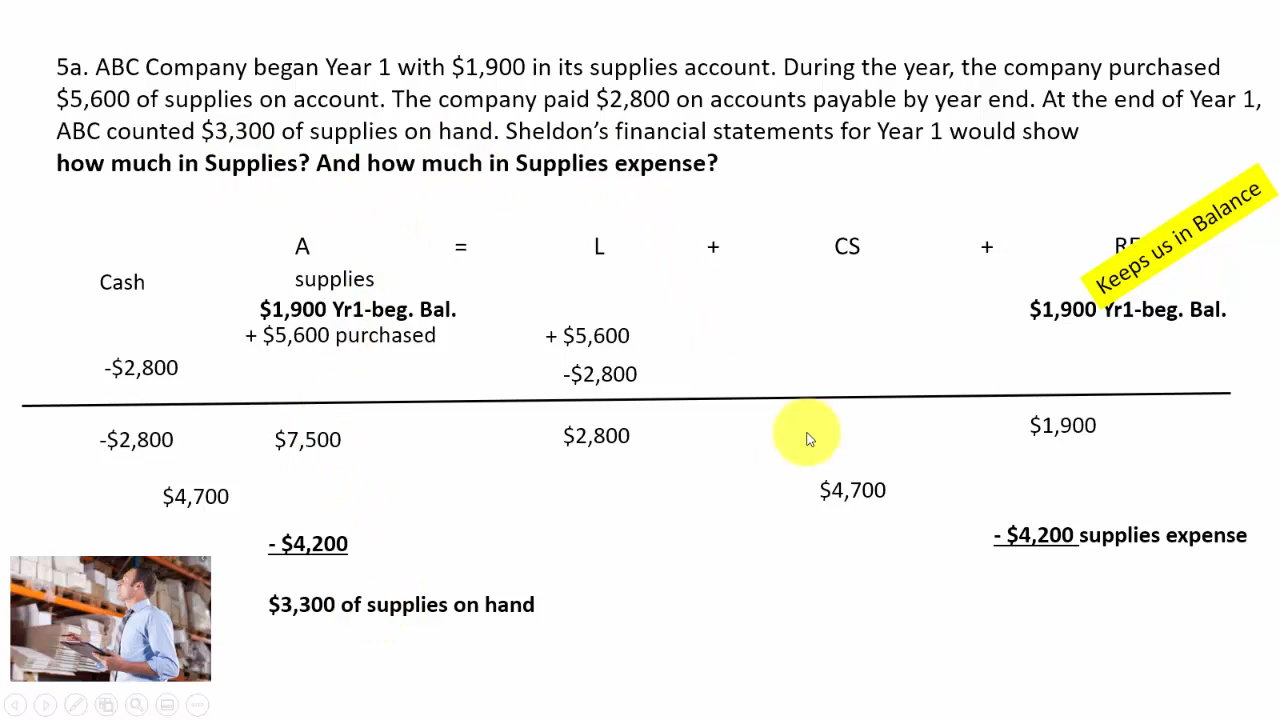 5a. ABC Company began Year 1 with $1,900 in its supplies account. During the year, the company purchased
$5,600 of supplies on account. The company paid $2,800 on accounts payable by year end. At the end of Year 1,
ABC counted $3,300 of supplies on hand. Sheldon's financial statements for Year 1 would show
how much in Supplies? And how much in Supplies expense?
Keeps us in Balance
A = L + CS +
Cash supplies
$1,900 Yr1-beg. Bal. $1,900 Yr1-beg. Bal.
+ $5,600 purchased + $5,600
-$2,800 -$2,800
-$2,800 $7,500 $2,800 $1,900
$4,700 $4,700
- $4,200 - $4,200 supplies expense
$3,300 of supplies on hand